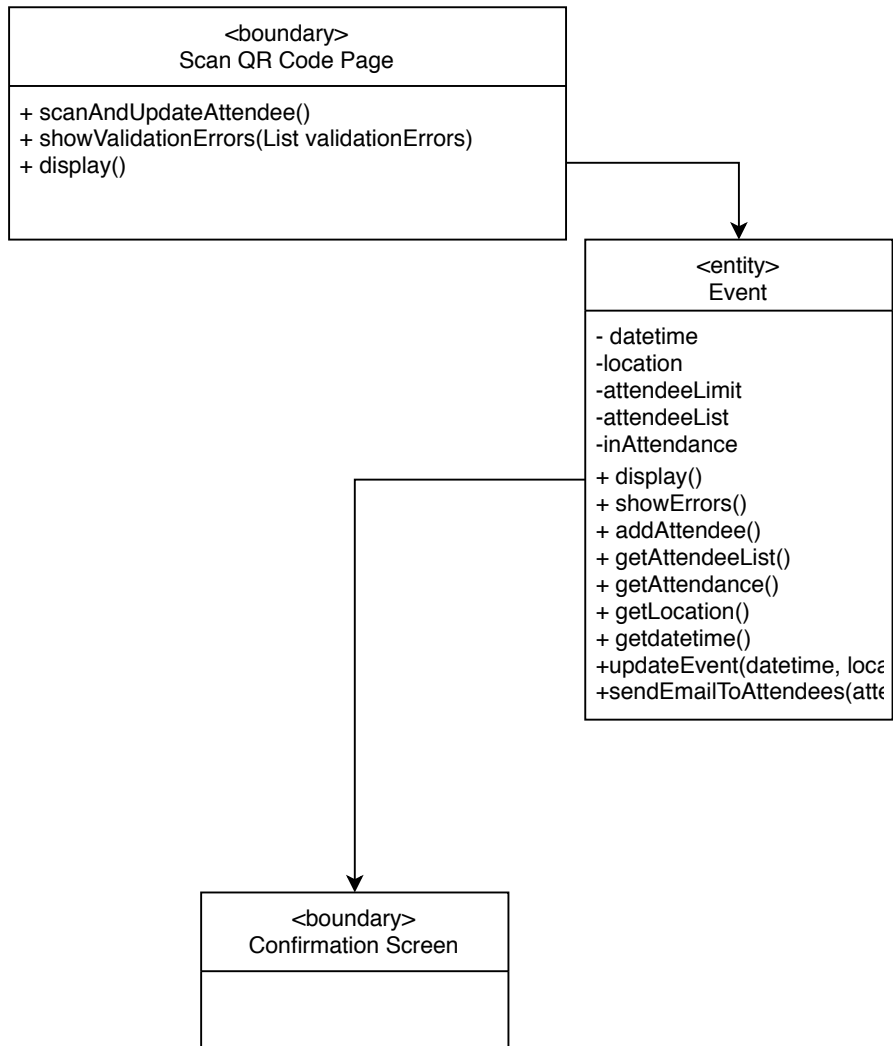 <boundary>
Scan QR Code Page
+ scanAndUpdateAttendee()
+ showValidationErrors(List validationErrors)
+ display()
<entity>
Event
- datetime
-location
-attendeeLimit
-attendeeList
-inAttendance
+ display()
+ showErrors()
+ addAttendee()
+ getAttendeeList()
+ getAttendance()
+ getLocation()
+ getdatetime()
+updateEvent(datetime, loca
+sendEmailToAttendees(atte
<boundary>
Confirmation Screen